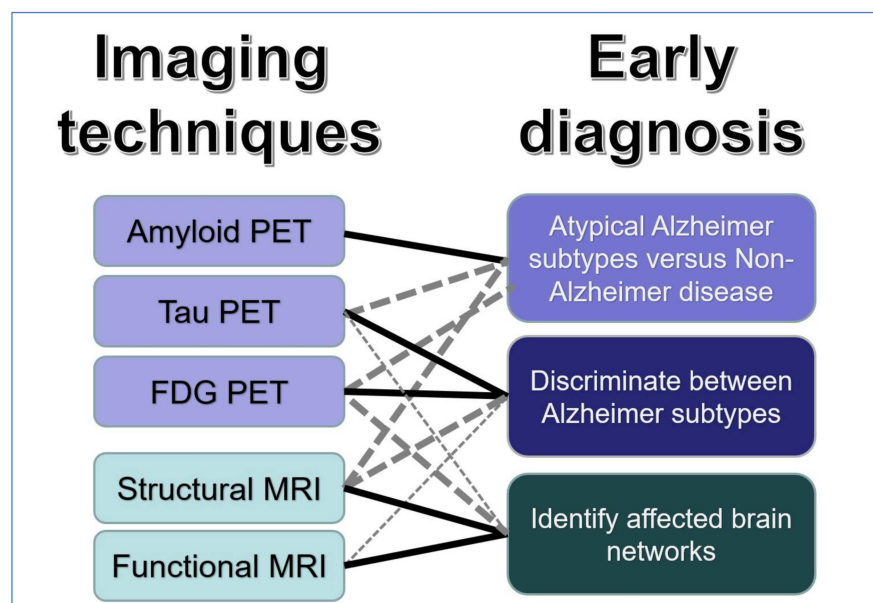 Imaging
techniques
Early
diagnosis
Amyloid PET
Tau PET
FDG PET
Structural MRI
Functional MRI
Atypical Alzheimer
subtypes versus Non-
Alzheimer disease
Discriminate between
Alzheimer subtypes
Identify affected brain
networks